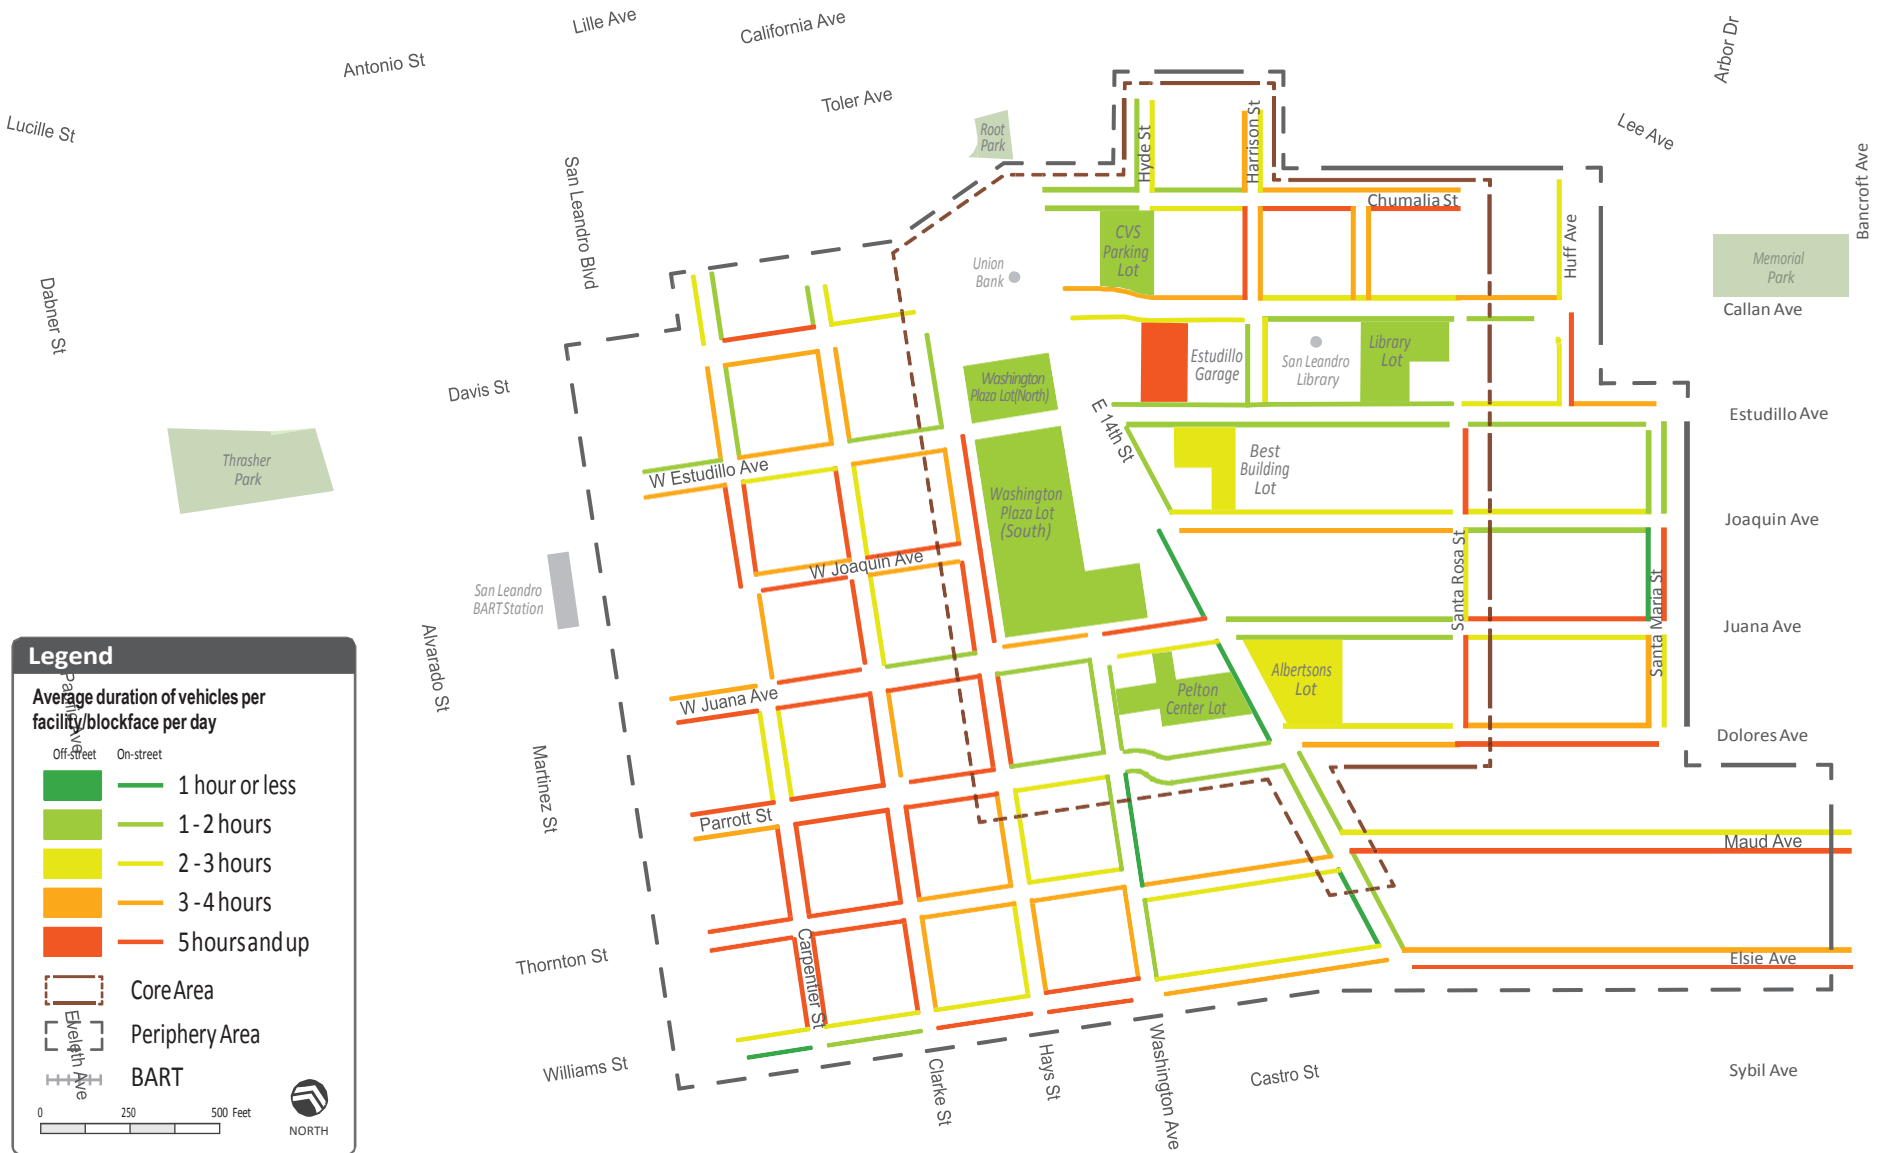 Lille Ave
California Ave
Antonio St
Toler Ave
Lucille St
Arbor Dr
Lee Ave
Bancroft Ave
Root
Park
Hyde St
Harrison St
San Leandro Blvd
Chumalia St
Huff Ave
CVS
Parking
Lot
Union
Bank
Memorial
Park
Callan Ave
Dabner St
Davis St
Washington
Plaza Lot(North)
Estudillo
Garage
San Leandro
Library
Library
Lot
Estudillo Ave
E 14th St
Thrasher
Park
W Estudillo Ave
Best
Building
Lot
Washington
Plaza Lot
(South)
Joaquin Ave
W Joaquin Ave
San Leandro
BART Station
Santa Rosa St
Santa Maria St
Juana Ave
Alvarado St
W Juana Ave
Pelton
Center Lot
Albertsons
Lot
Dolores Ave
Martinez St
Parrott St
Maud Ave
Thornton St
Carpentier St
Elsie Ave
Williams St
Clarke St
Hays St
Washington Ave
Castro St
Sybil Ave
Legend
Average duration of vehicles per
facility/blockface per day
Off-street On-street
1 hour or less
1 - 2 hours
2 - 3 hours
3 - 4 hours
5 hours and up
Core Area
Periphery Area
BART
Eveleth Ave
0 250 500 Feet
NORTH